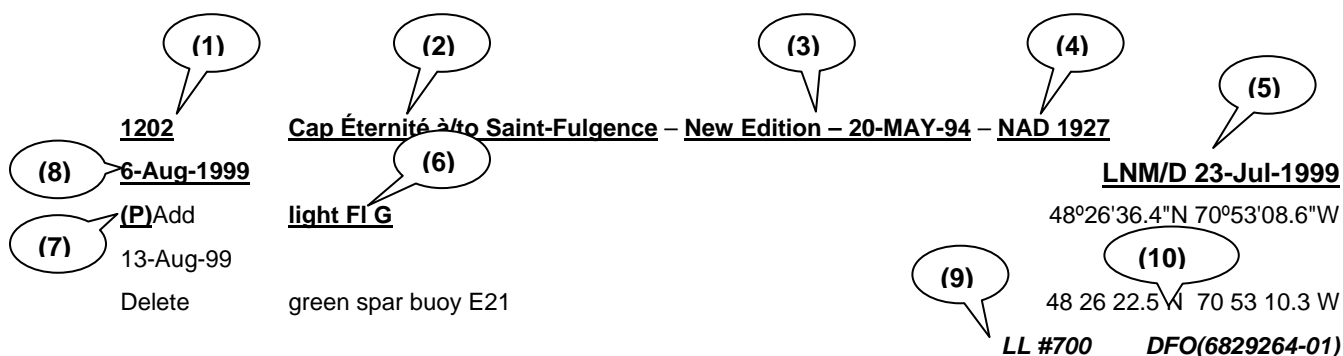 (1) (2) (3) (4)
(5)
1202 Cap Éternité à/to Saint-Fulgence – New Edition – 20-MAY-94 – NAD 1927
(8) 6-Aug-1999 (6) LNM/D 23-Jul-1999
(P)Add light Fl G 48º26'36.4"N 70º53'08.6"W
(7)
13-Aug-99 (10)
(9)
Delete green spar buoy E21 48 26 22.5 N 70 53 10.3 W
LL #700 DFO(6829264-01)